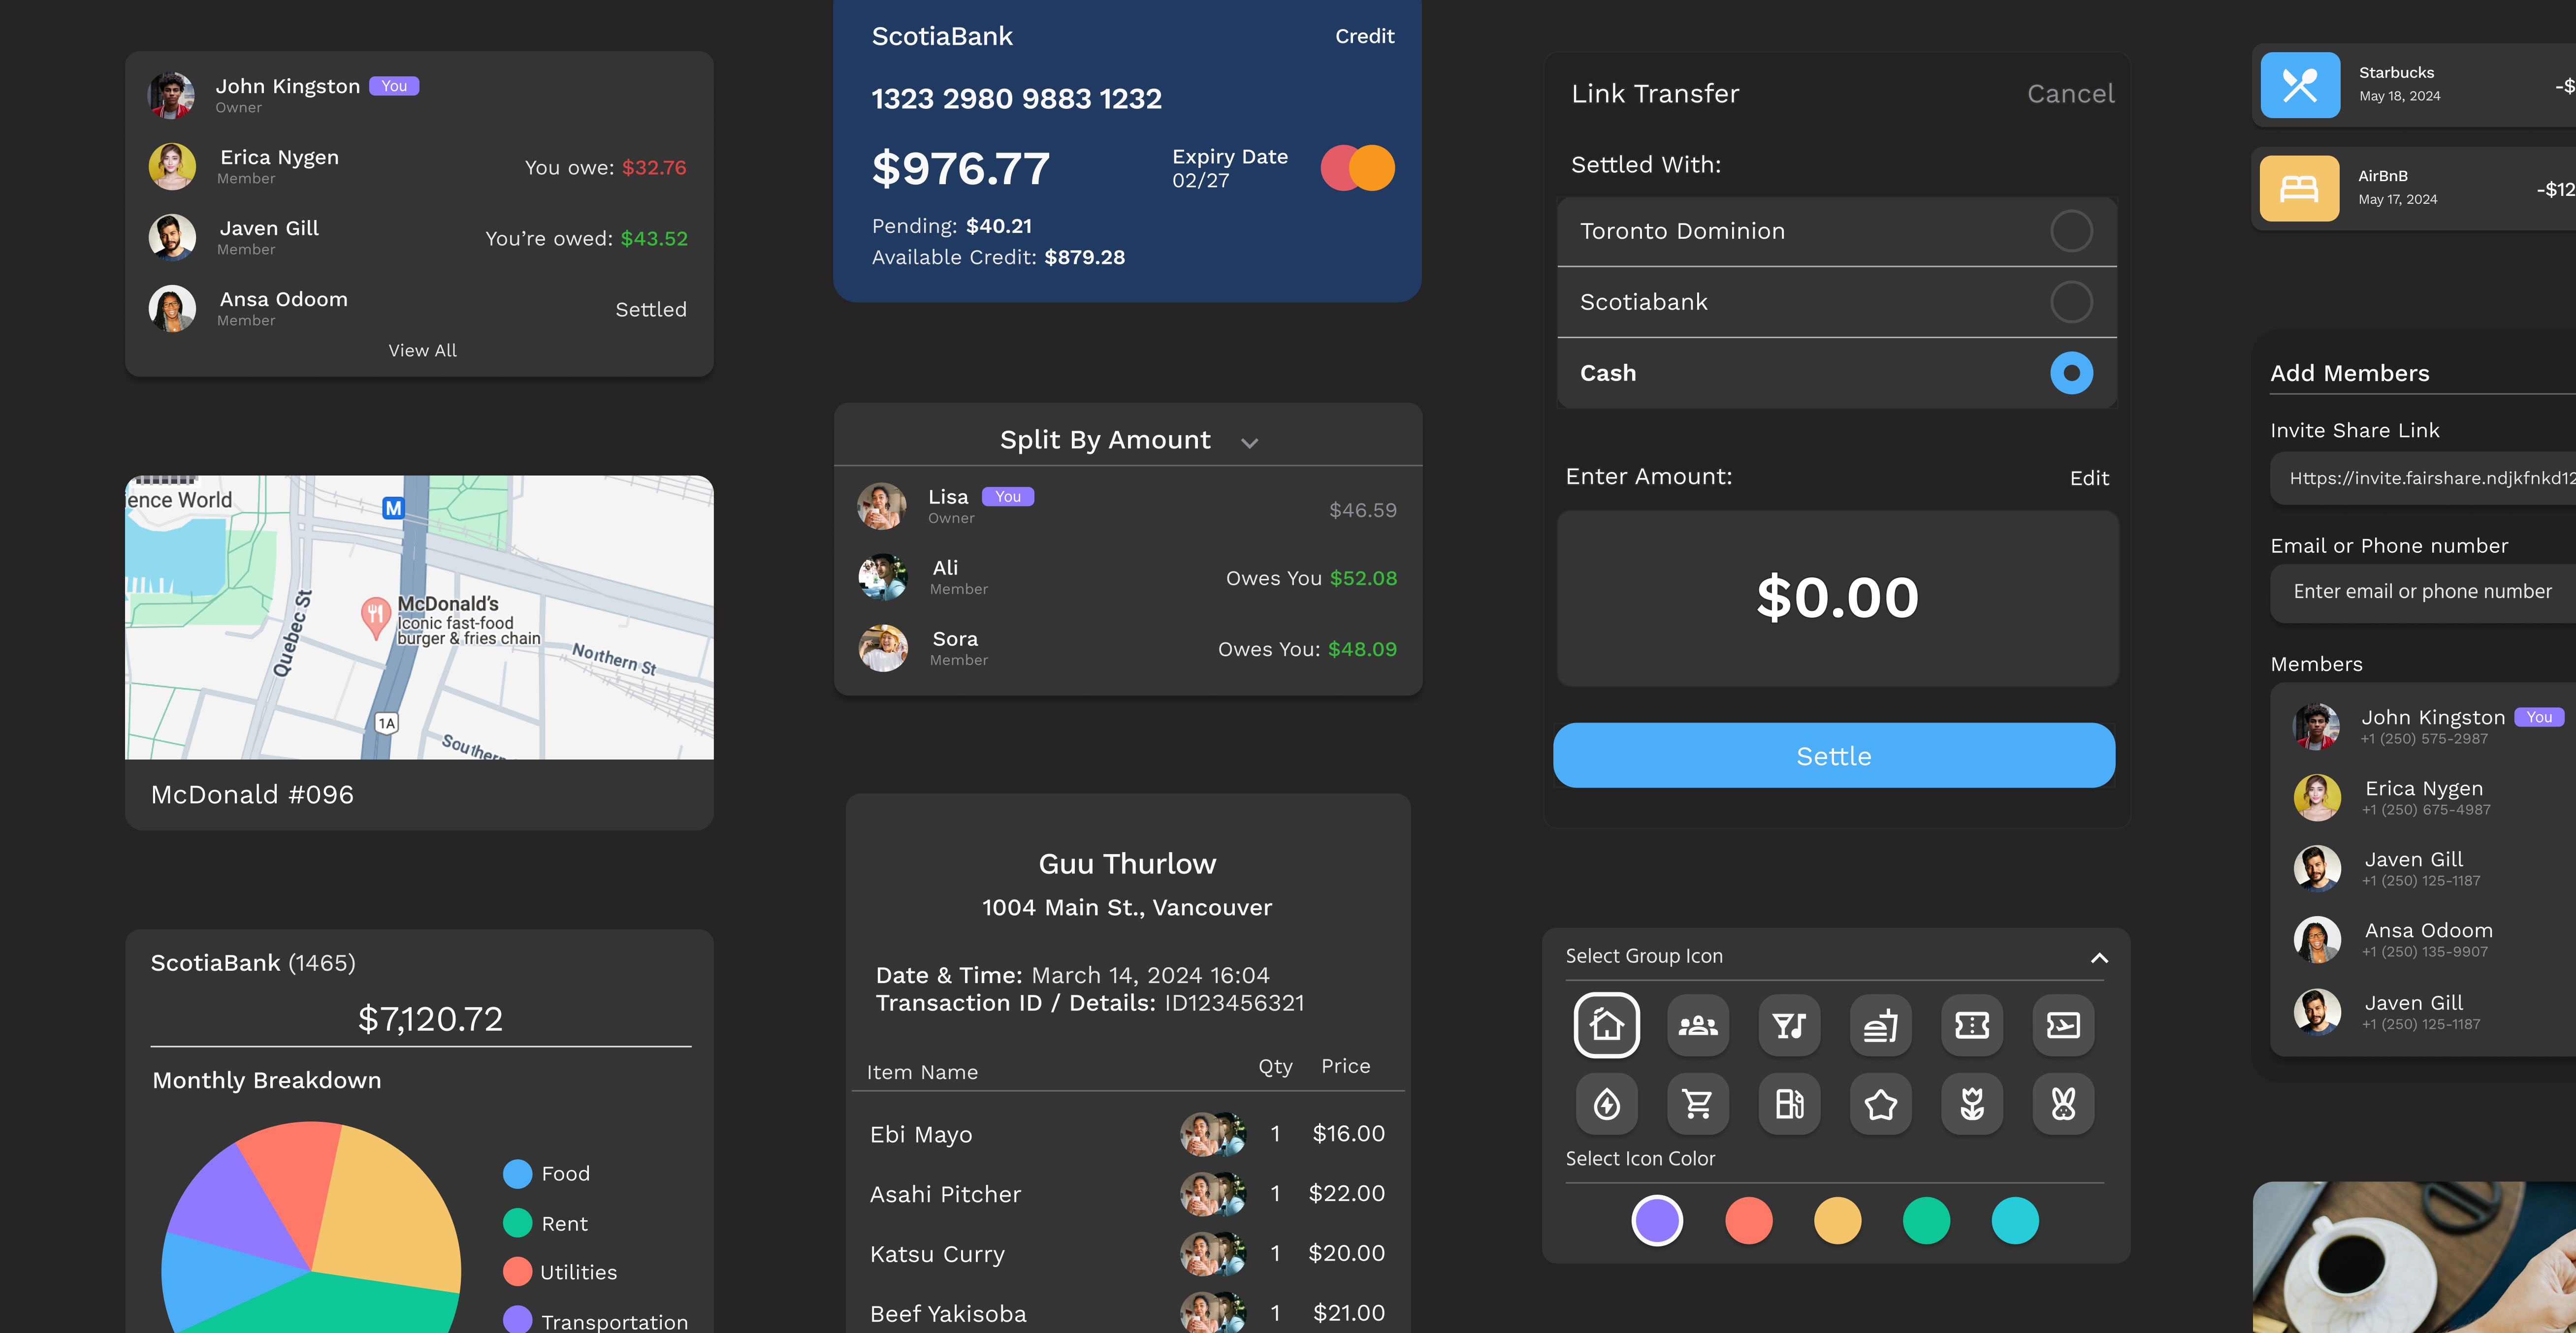 John Kingston You
Owner
Erica Nygen
Member
You owe: $32.76
Javen Gill
Member
You're owed: $43.52
Ansa Odoom
Member
Settled
View All
ence World
M
McDonald's
Iconic fast-food
burger & fries chain
Quebec St
Northern St
1A
Southern
McDonald #096
ScotiaBank (1465)
$7,120.72
Monthly Breakdown
Food
Rent
Utilities
Transportation
ScotiaBank
Credit
1323 2980 9883 1232
$976.77
Expiry Date
02/27
Pending: $40.21
Available Credit: $879.28
Split By Amount
Lisa You
Owner
$46.59
Ali
Member
Owes You $52.08
Sora
Member
Owes You: $48.09
Guu Thurlow
1004 Main St., Vancouver
Date & Time: March 14, 2024 16:04
Transaction ID / Details: ID123456321
Item Name Qty Price
Ebi Mayo 1 $16.00
Asahi Pitcher 1 $22.00
Katsu Curry 1 $20.00
Beef Yakisoba 1 $21.00
Link Transfer
Cancel
Settled With:
Toronto Dominion
Scotiabank
Cash
Enter Amount:
Edit
$0.00
Settle
Select Group Icon
Select Icon Color
Starbucks
May 18, 2024
-$
AirBnB
May 17, 2024
-$12
Add Members
Invite Share Link
Https://invite.fairshare.ndjkfnkd12
Email or Phone number
Enter email or phone number
Members
John Kingston You
+1 (250) 575-2987
Erica Nygen
+1 (250) 675-4987
Javen Gill
+1 (250) 125-1187
Ansa Odoom
+1 (250) 135-9907
Javen Gill
+1 (250) 125-1187